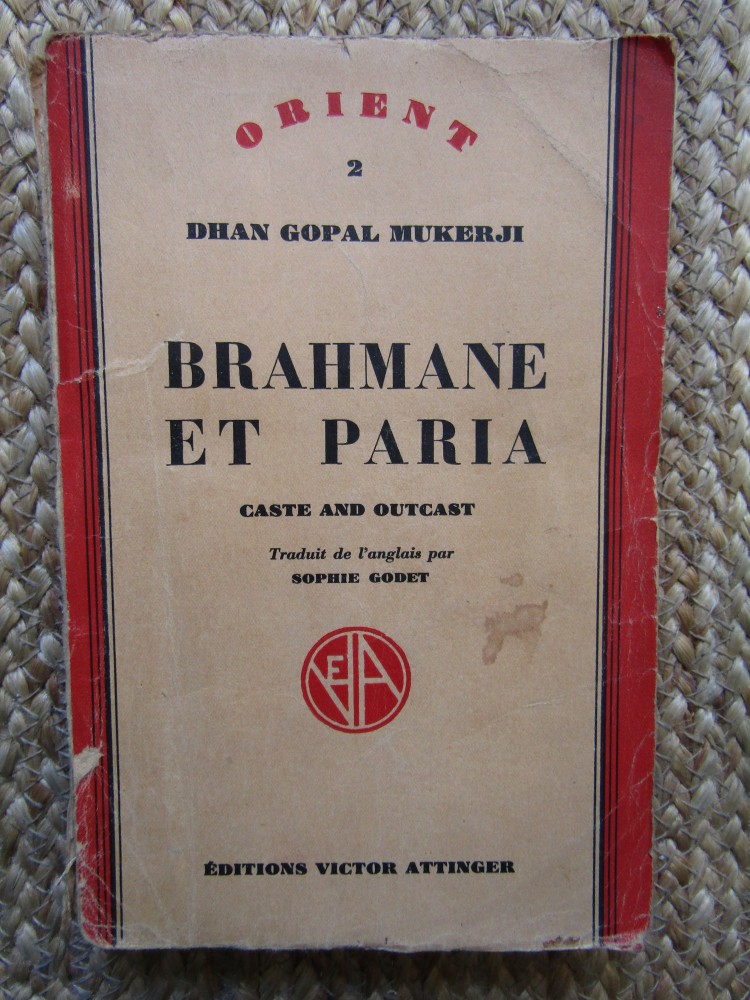 ORIENT
2
DHAN GOPAL MUKERJI
BRAHMANE
ET PARIA
CASTE AND OUTCAST
Traduit de l'anglais par
SOPHIE GODET
VEA
ÉDITIONS VICTOR ATTINGER